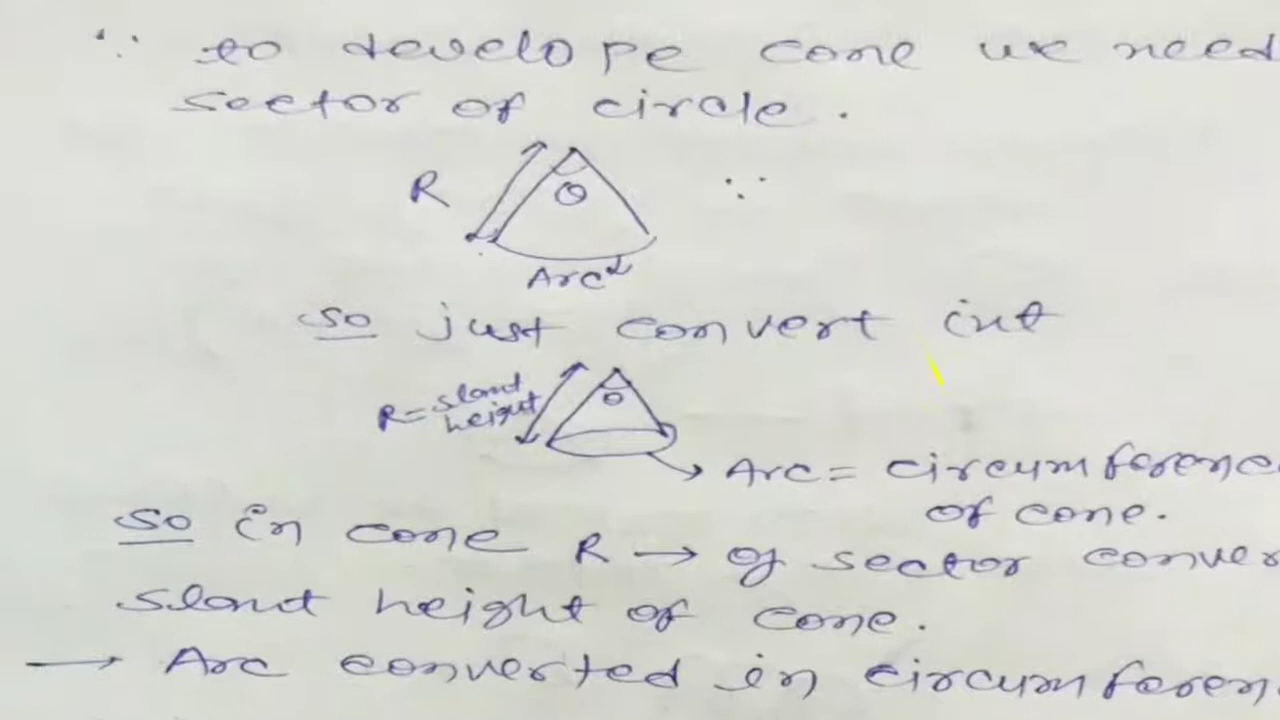 ∵ to develope cone we need
sector of circle.
R θ ∵
Arc
so just convert int
R = slant height θ
→ Arc = circumference
of cone.
so in cone R → of sector conver
slant height of cone.
→ Arc converted in circumferen